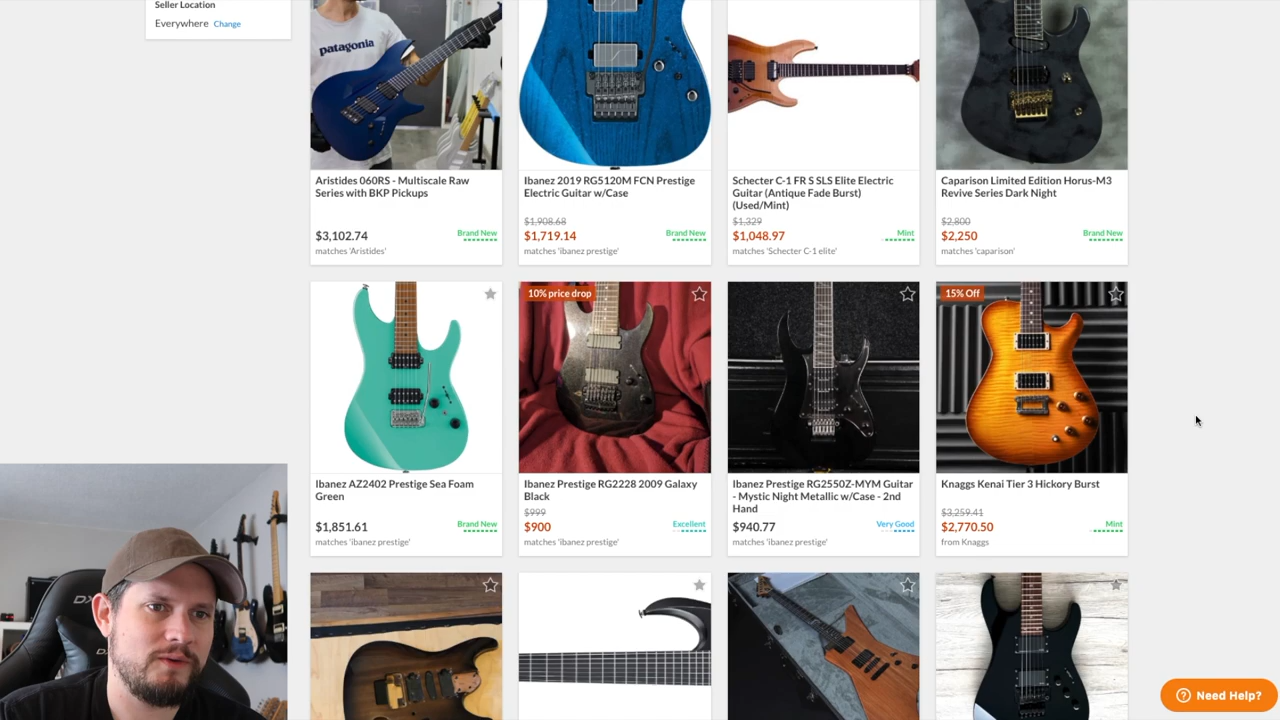 Seller Location
Everywhere Change
patagonia
Aristides 060RS - Multiscale Raw
Series with BKP Pickups
$3,102.74
Brand New
matches 'Aristides'
Ibanez 2019 RG5120M FCN Prestige
Electric Guitar w/Case
$1,908.68
$1,719.14
Brand New
matches 'ibanez prestige'
Schecter C-1 FR S SLS Elite Electric
Guitar (Antique Fade Burst)
(Used/Mint)
$1,329
$1,048.97
Mint
matches 'Schecter C-1 elite'
Caparison Limited Edition Horus-M3
Revive Series Dark Night
$2,800
$2,250
Brand New
matches 'caparison'
Ibanez AZ2402 Prestige Sea Foam
Green
$1,851.61
Brand New
matches 'ibanez prestige'
10% price drop
Ibanez Prestige RG2228 2009 Galaxy
Black
$999
$900
Excellent
matches 'ibanez prestige'
Ibanez Prestige RG2550Z-MYM Guitar
- Mystic Night Metallic w/Case - 2nd
Hand
$940.77
Very Good
matches 'ibanez prestige'
15% Off
Knaggs Kenai Tier 3 Hickory Burst
$3,259.41
$2,770.50
Mint
from Knaggs
DX
Need Help?